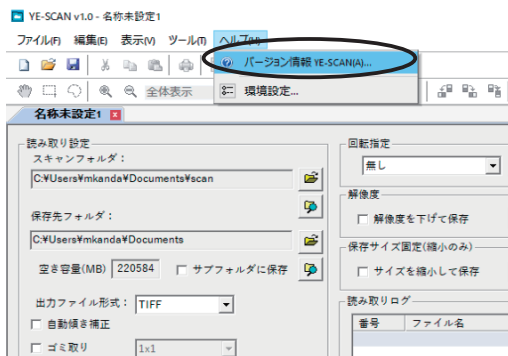 YE-SCAN v1.0 - 名称未設定1
ファイル(F) 編集(E) 表示(V) ツール(T) ヘルプ(H)
バージョン情報 YE-SCAN(A)...
全体表示
環境設定...
名称未設定1
読み取り設定
スキャンフォルダ：
C:¥Users¥mkanda¥Documents¥scan
保存先フォルダ：
C:¥Users¥mkanda¥Documents
空き容量(MB) 220584 サブフォルダに保存
出力ファイル形式： TIFF
自動傾き補正
ゴミ取り 1x1
回転指定
無し
解像度
解像度を下げて保存
保存サイズ固定(縮小のみ)
サイズを縮小して保存
読み取りログ
番号 ファイル名